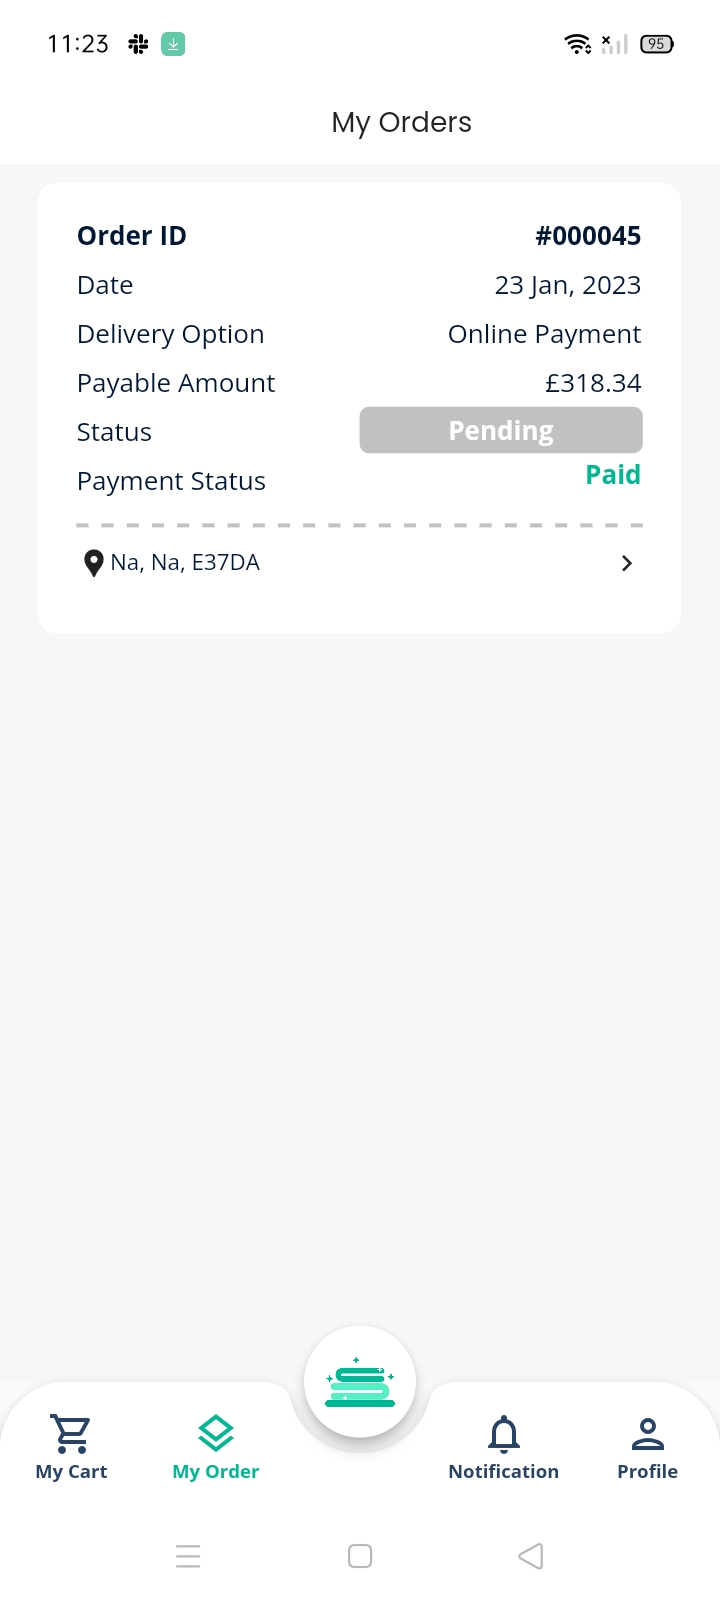 11:23 95
My Orders
Order ID #000045
Date 23 Jan, 2023
Delivery Option Online Payment
Payable Amount £318.34
Status Pending
Payment Status Paid
Na, Na, E37DA
My Cart My Order Notification Profile